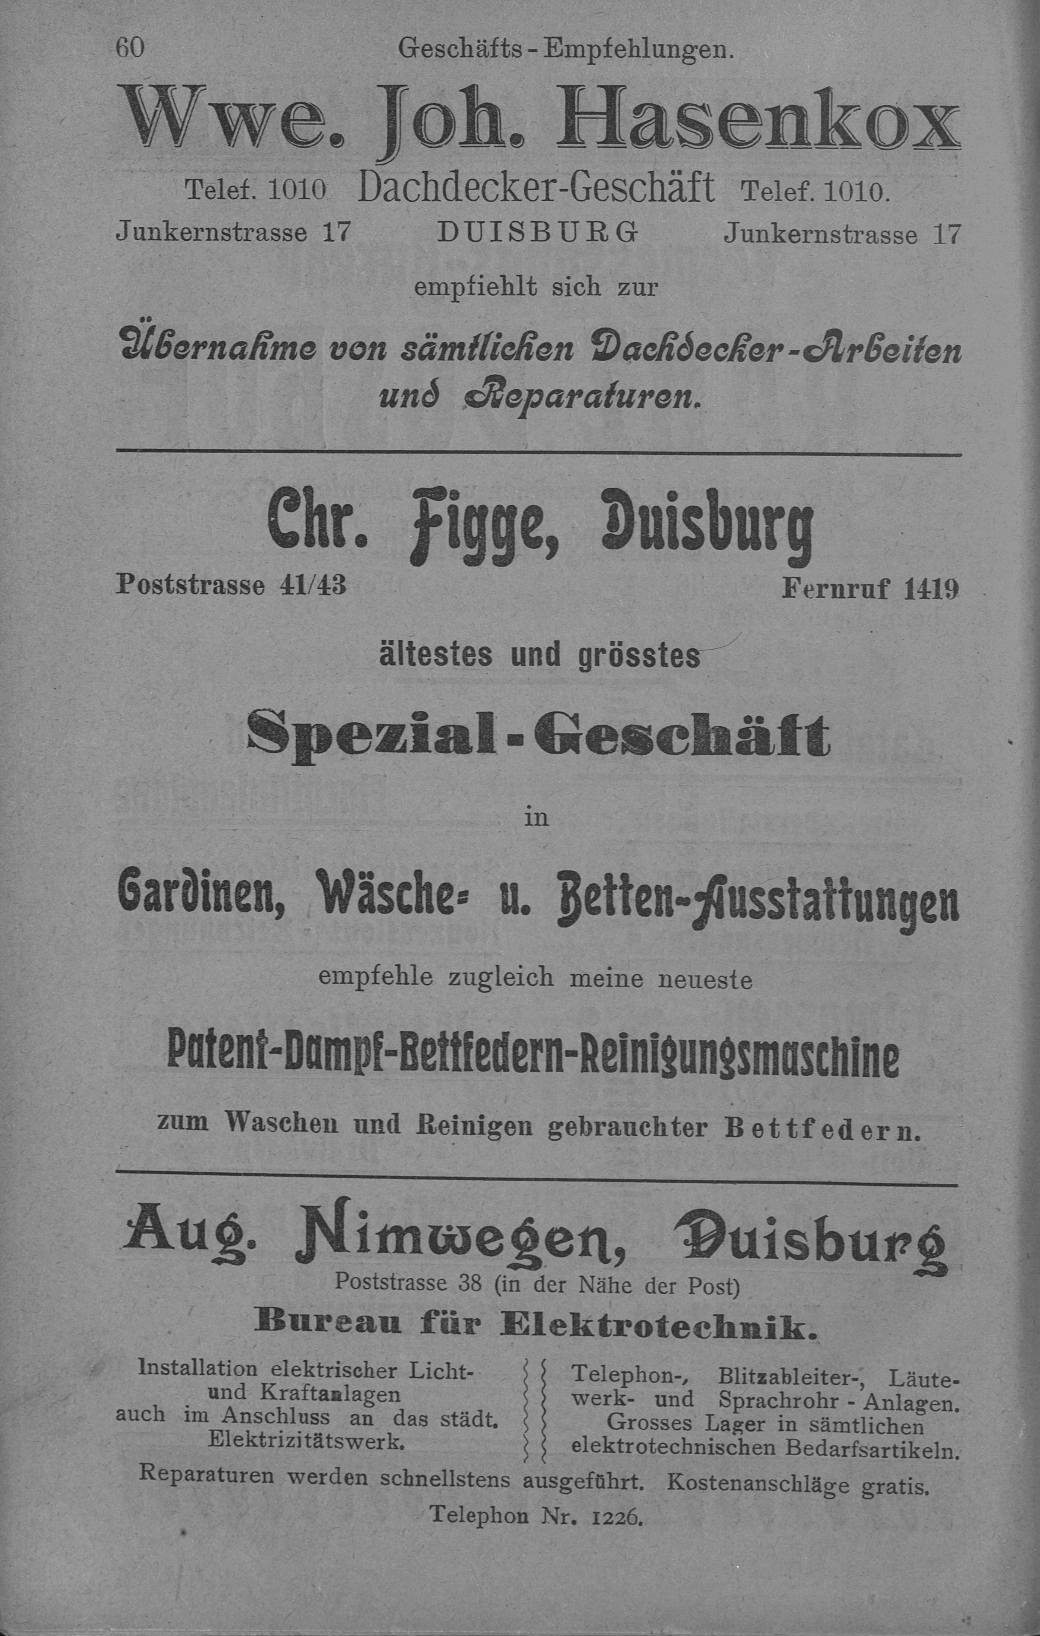 60 Geschäfts-Empfehlungen.
Wwe. Joh. Hasenkox
Telef. 1010 Dachdecker-Geschäft Telef. 1010.
Junkernstrasse 17 DUISBURG Junkernstrasse 17
empfiehlt sich zur
Übernahme von sämtlichen Dachdecker-Arbeiten
und Reparaturen.
Chr. Figge, Duisburg
Poststrasse 41/43 Fernruf 1419
ältestes und grösstes
Spezial-Geschäft
in
Gardinen, Wäsche- u. Betten-Ausstattungen
empfehle zugleich meine neueste
Patent-Dampf-Bettfedern-Reinigungsmaschine
zum Waschen und Reinigen gebrauchter Bettfedern.
Aug. Nimwegen, Duisburg
Poststrasse 38 (in der Nähe der Post)
Bureau für Elektrotechnik.
Installation elektrischer Licht-
und Kraftanlagen
auch im Anschluss an das städt.
Elektrizitätswerk.
Telephon-, Blitzableiter-, Läute-
werk- und Sprachrohr-Anlagen.
Grosses Lager in sämtlichen
elektrotechnischen Bedarfsartikeln.
Reparaturen werden schnellstens ausgeführt. Kostenanschläge gratis.
Telephon Nr. 1226.